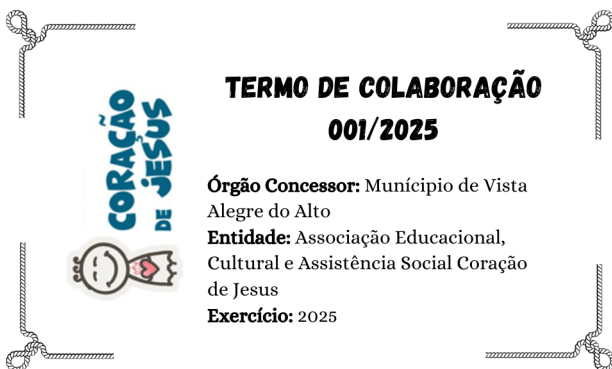 CORAÇÃO
DE JESUS
TERMO DE COLABORAÇÃO
001/2025
Órgão Concessor: Munícipio de Vista
Alegre do Alto
Entidade: Associação Educacional,
Cultural e Assistência Social Coração
de Jesus
Exercício: 2025